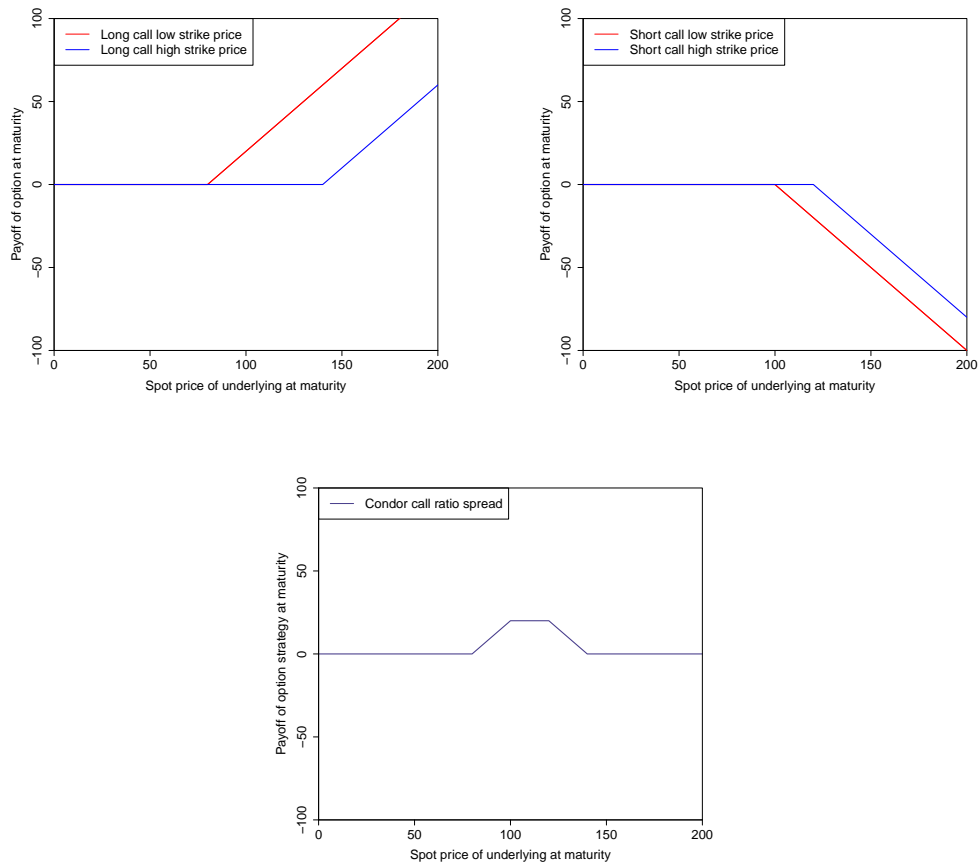 Long call low strike price
Long call high strike price
Payoff of option at maturity
100
50
0
−50
−100
0
50
100
150
200
Spot price of underlying at maturity
Short call low strike price
Short call high strike price
Payoff of option at maturity
100
50
0
−50
−100
0
50
100
150
200
Spot price of underlying at maturity
Condor call ratio spread
Payoff of option strategy at maturity
100
50
0
−50
−100
0
50
100
150
200
Spot price of underlying at maturity